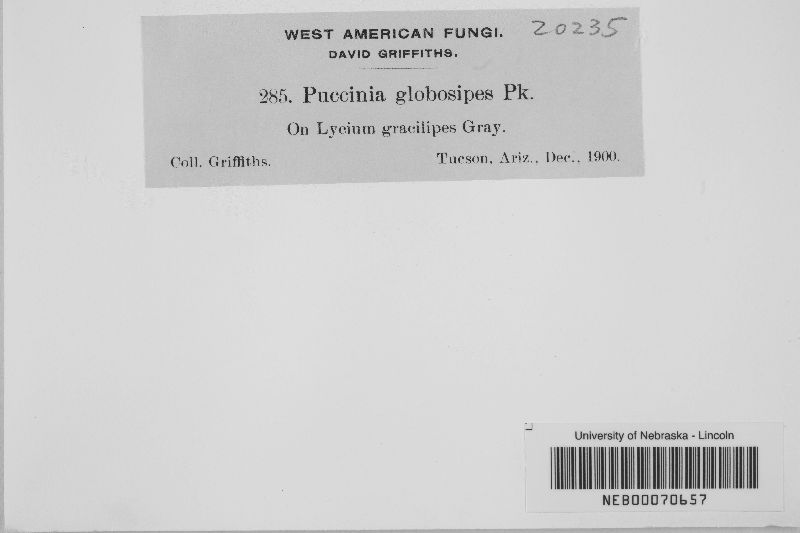 WEST AMERICAN FUNGI. 20235
DAVID GRIFFITHS.
285. Puccinia globosipes Pk.
On Lycium gracilipes Gray.
Coll. Griffiths. Tucson, Ariz., Dec., 1900.
University of Nebraska - Lincoln
NEB00070657